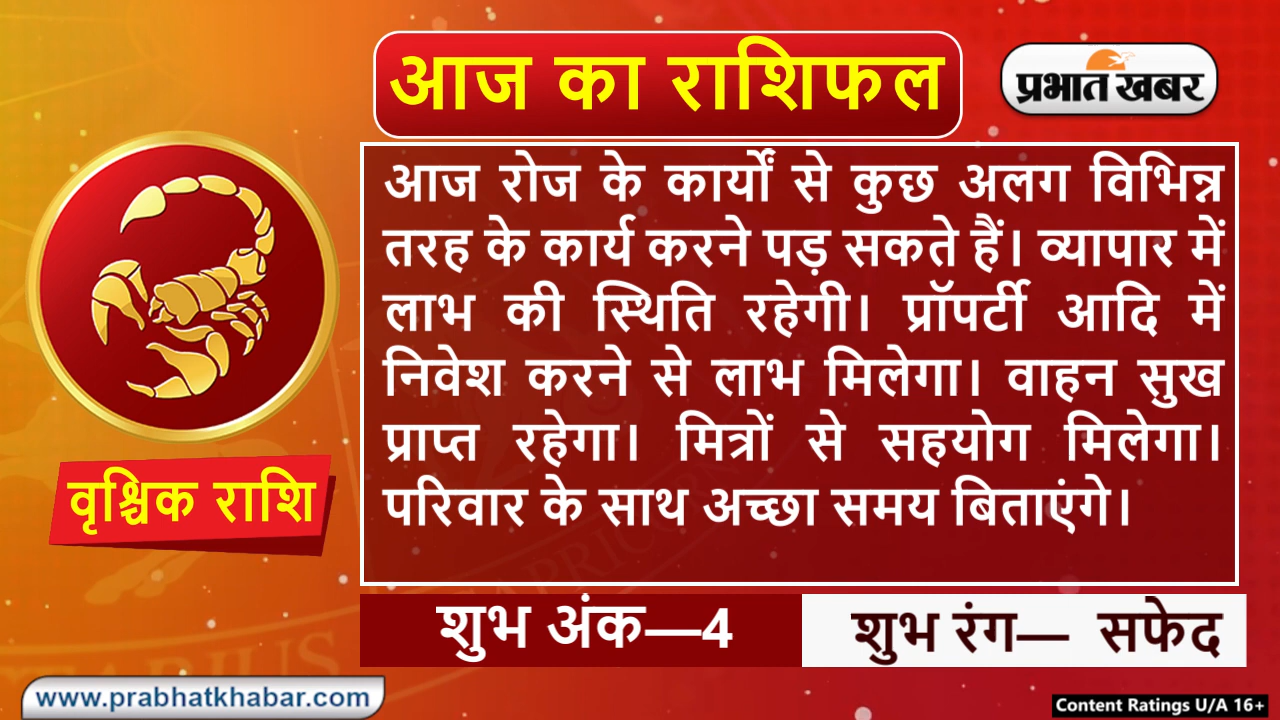 आज का राशिफल
प्रभात खबर
आज रोज के कार्यों से कुछ अलग विभिन्न
तरह के कार्य करने पड़ सकते हैं। व्यापार में
लाभ की स्थिति रहेगी। प्रॉपर्टी आदि में
निवेश करने से लाभ मिलेगा। वाहन सुख
प्राप्त रहेगा। मित्रों से सहयोग मिलेगा।
परिवार के साथ अच्छा समय बिताएंगे।
वृश्चिक राशि
शुभ अंक—4
शुभ रंग— सफेद
www.prabhatkhabar.com
Content Ratings U/A 16+